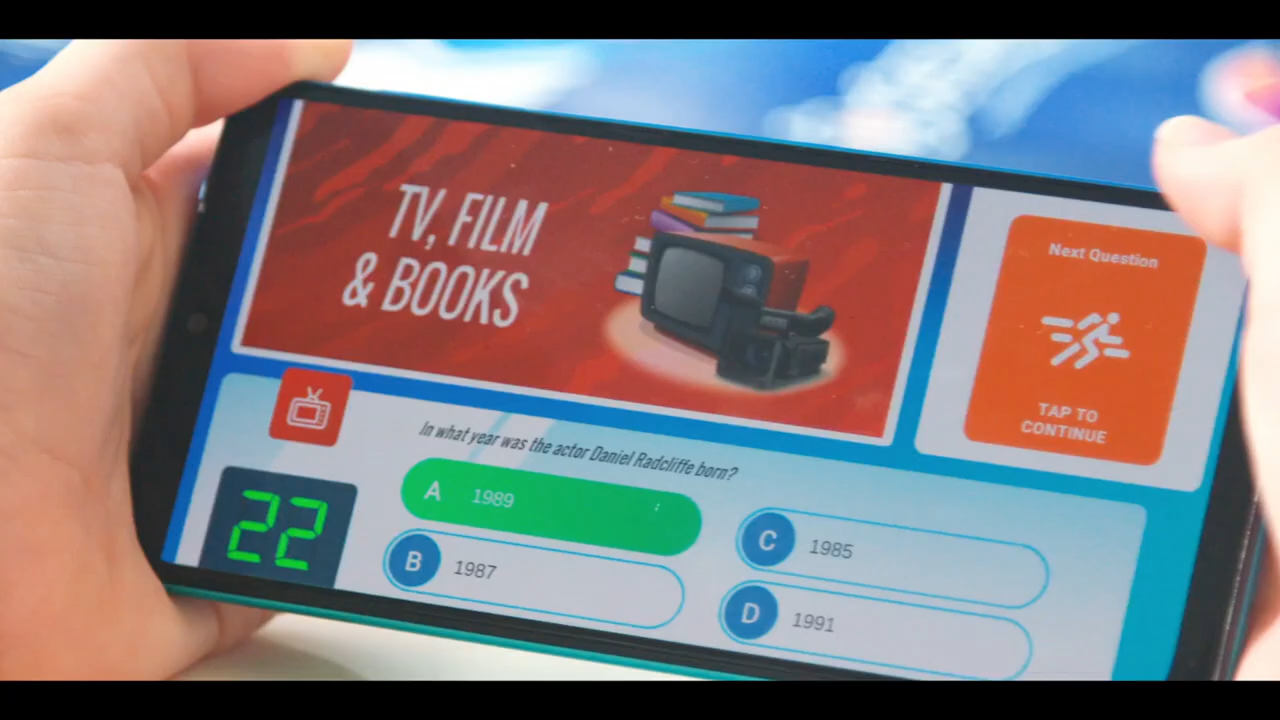 TV, FILM
& BOOKS
Next Question
TAP TO
CONTINUE
In what year was the actor Daniel Radcliffe born?
22
A 1989
B 1987
C 1985
D 1991